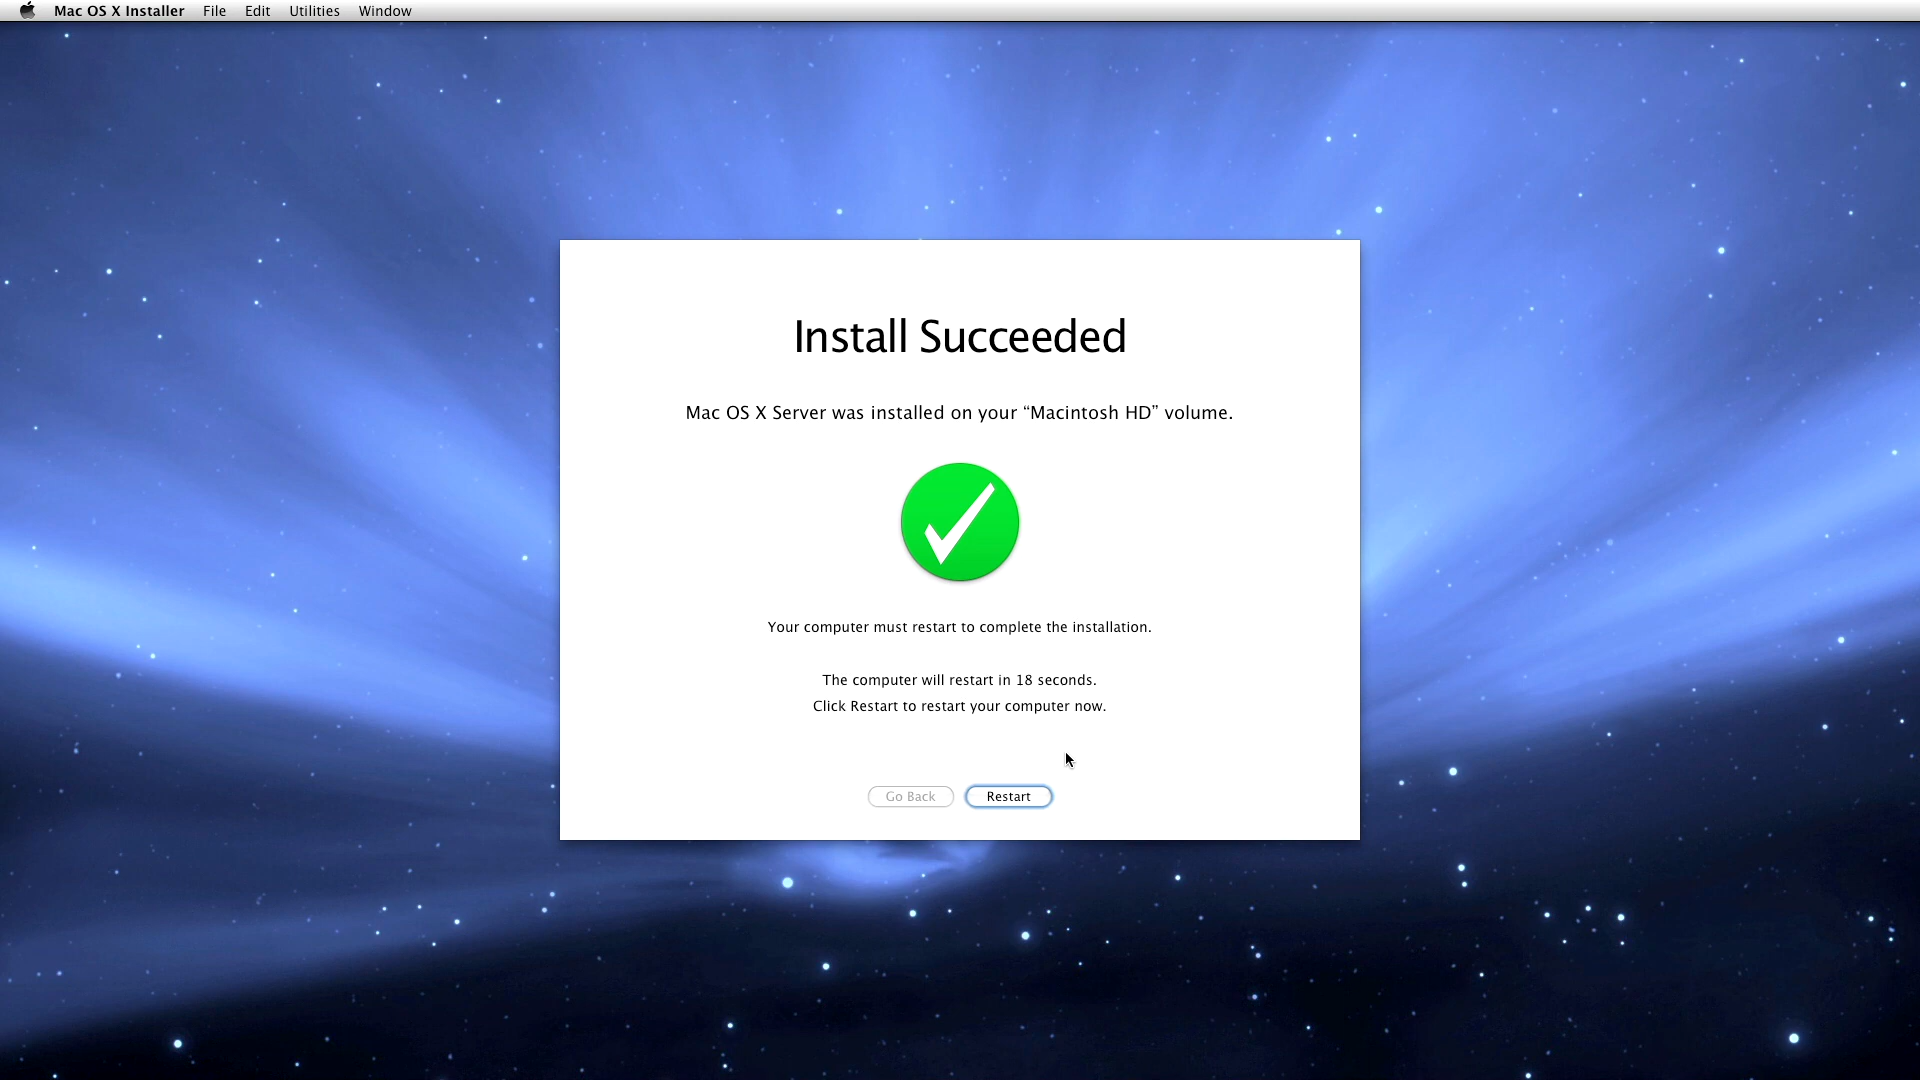 Mac OS X Installer File Edit Utilities Window
Install Succeeded
Mac OS X Server was installed on your “Macintosh HD” volume.
Your computer must restart to complete the installation.
The computer will restart in 18 seconds.
Click Restart to restart your computer now.
Go Back Restart